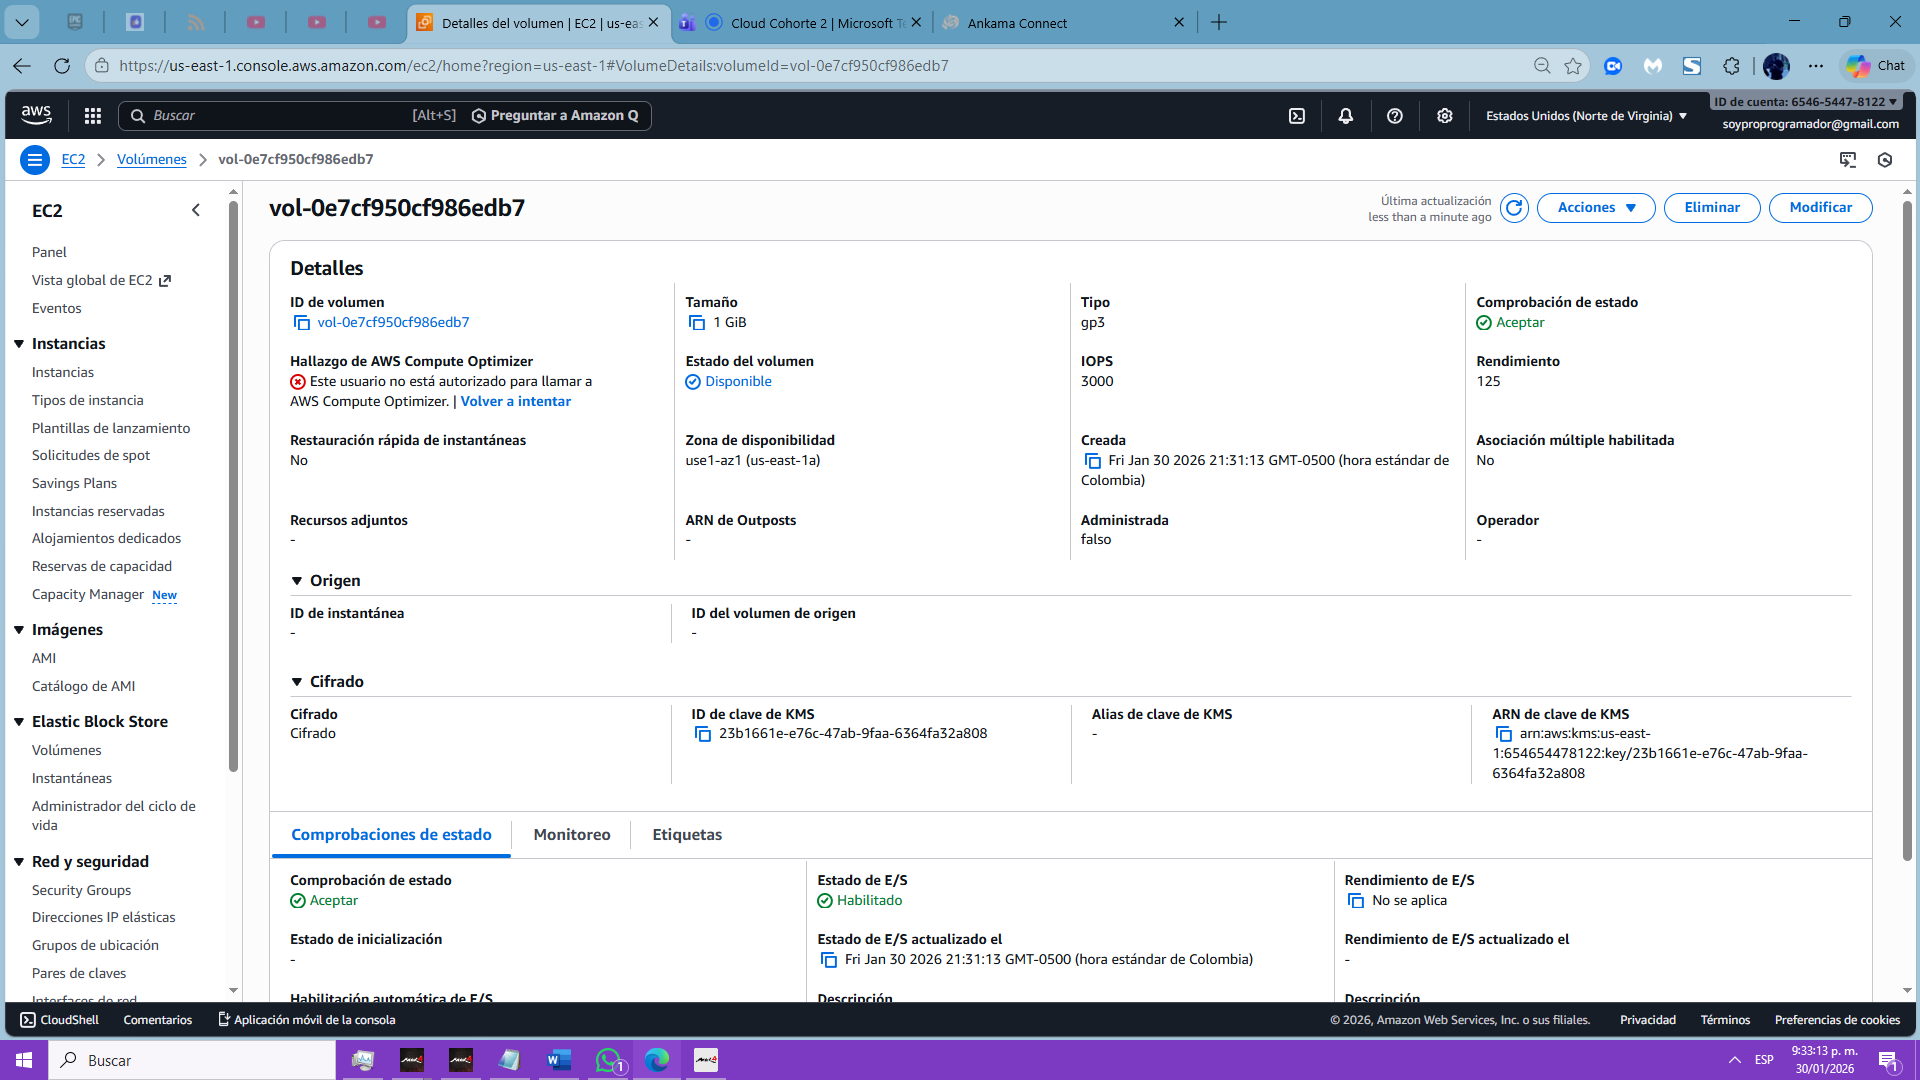 Detalles del volumen | EC2 | us-eas
Cloud Cohorte 2 | Microsoft Te
Ankama Connect
https://us-east-1.console.aws.amazon.com/ec2/home?region=us-east-1#VolumeDetails:volumeId=vol-0e7cf950cf986edb7
Chat
aws
Buscar
[Alt+S]
Preguntar a Amazon Q
Estados Unidos (Norte de Virginia)
ID de cuenta: 6546-5447-8122
soyproprogramador@gmail.com
EC2
Volúmenes
vol-0e7cf950cf986edb7
EC2
Panel
Vista global de EC2
Eventos
Instancias
Instancias
Tipos de instancia
Plantillas de lanzamiento
Solicitudes de spot
Savings Plans
Instancias reservadas
Alojamientos dedicados
Reservas de capacidad
Capacity Manager New
Imágenes
AMI
Catálogo de AMI
Elastic Block Store
Volúmenes
Instantáneas
Administrador del ciclo de
vida
Red y seguridad
Security Groups
Direcciones IP elásticas
Grupos de ubicación
Pares de claves
Interfaces de red
vol-0e7cf950cf986edb7
Última actualización
less than a minute ago
Acciones
Eliminar
Modificar
Detalles
ID de volumen
vol-0e7cf950cf986edb7
Tamaño
1 GiB
Tipo
gp3
Comprobación de estado
Aceptar
Hallazgo de AWS Compute Optimizer
Este usuario no está autorizado para llamar a
AWS Compute Optimizer. | Volver a intentar
Estado del volumen
Disponible
IOPS
3000
Rendimiento
125
Restauración rápida de instantáneas
No
Zona de disponibilidad
use1-az1 (us-east-1a)
Creada
Fri Jan 30 2026 21:31:13 GMT-0500 (hora estándar de
Colombia)
Asociación múltiple habilitada
No
Recursos adjuntos
-
ARN de Outposts
-
Administrada
falso
Operador
-
Origen
ID de instantánea
-
ID del volumen de origen
-
Cifrado
Cifrado
Cifrado
ID de clave de KMS
23b1661e-e76c-47ab-9faa-6364fa32a808
Alias de clave de KMS
-
ARN de clave de KMS
arn:aws:kms:us-east-
1:654654478122:key/23b1661e-e76c-47ab-9faa-
6364fa32a808
Comprobaciones de estado
Monitoreo
Etiquetas
Comprobación de estado
Aceptar
Estado de E/S
Habilitado
Rendimiento de E/S
No se aplica
Estado de inicialización
-
Estado de E/S actualizado el
Fri Jan 30 2026 21:31:13 GMT-0500 (hora estándar de Colombia)
Rendimiento de E/S actualizado el
-
Habilitación automática de E/S
Descripción
Descripción
CloudShell
Comentarios
Aplicación móvil de la consola
© 2026, Amazon Web Services, Inc. o sus filiales.
Privacidad
Términos
Preferencias de cookies
Buscar
1
ESP
9:33:13 p. m.
30/01/2026
1